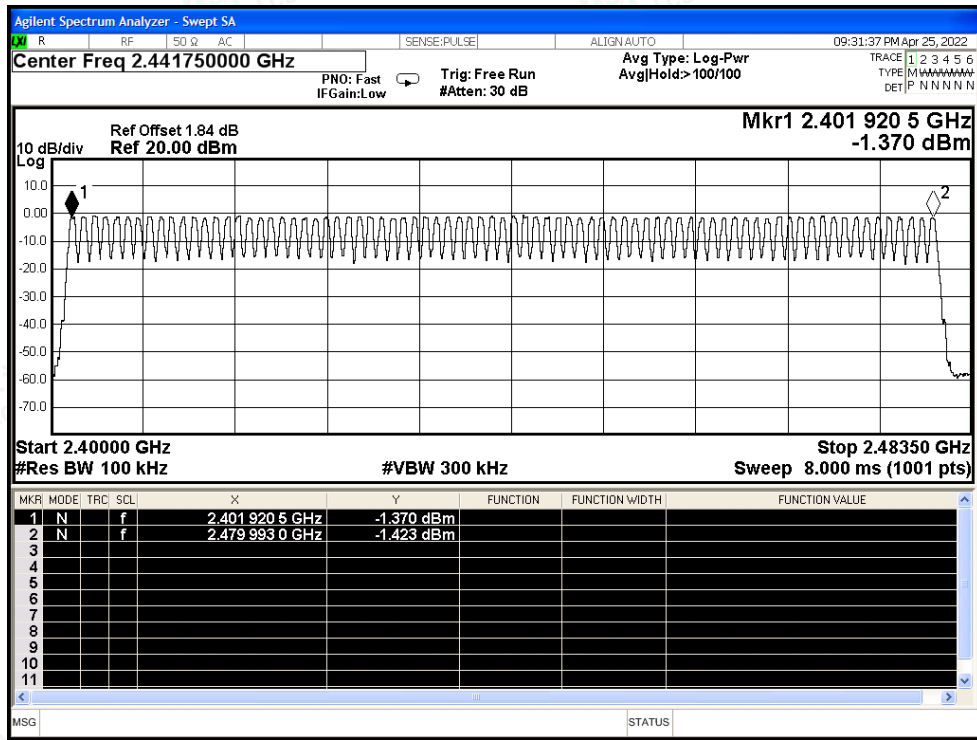 Agilent Spectrum Analyzer - Swept SA
LXI R RF 50 Ω AC SENSE:PULSE ALIGN AUTO 09:31:37 PM Apr 25, 2022
Center Freq 2.441750000 GHz
PNO: Fast Trig: Free Run Avg Type: Log-Pwr TRACE 1 2 3 4 5 6
IFGain:Low #Atten: 30 dB Avg|Hold:>100/100 TYPE M WWWWW
DET P N N N N N
Mkr1 2.401 920 5 GHz
-1.370 dBm
Ref Offset 1.84 dB
10 dB/div Ref 20.00 dBm
Log
10.0
1
2
0.00
-10.0
-20.0
-30.0
-40.0
-50.0
-60.0
-70.0
Start 2.40000 GHz Stop 2.48350 GHz
#Res BW 100 kHz #VBW 300 kHz Sweep 8.000 ms (1001 pts)
MKR MODE TRC SCL X Y FUNCTION FUNCTION WIDTH FUNCTION VALUE
1 N f 2.401 920 5 GHz -1.370 dBm
2 N f 2.479 993 0 GHz -1.423 dBm
3
4
5
6
7
8
9
10
11
MSG STATUS